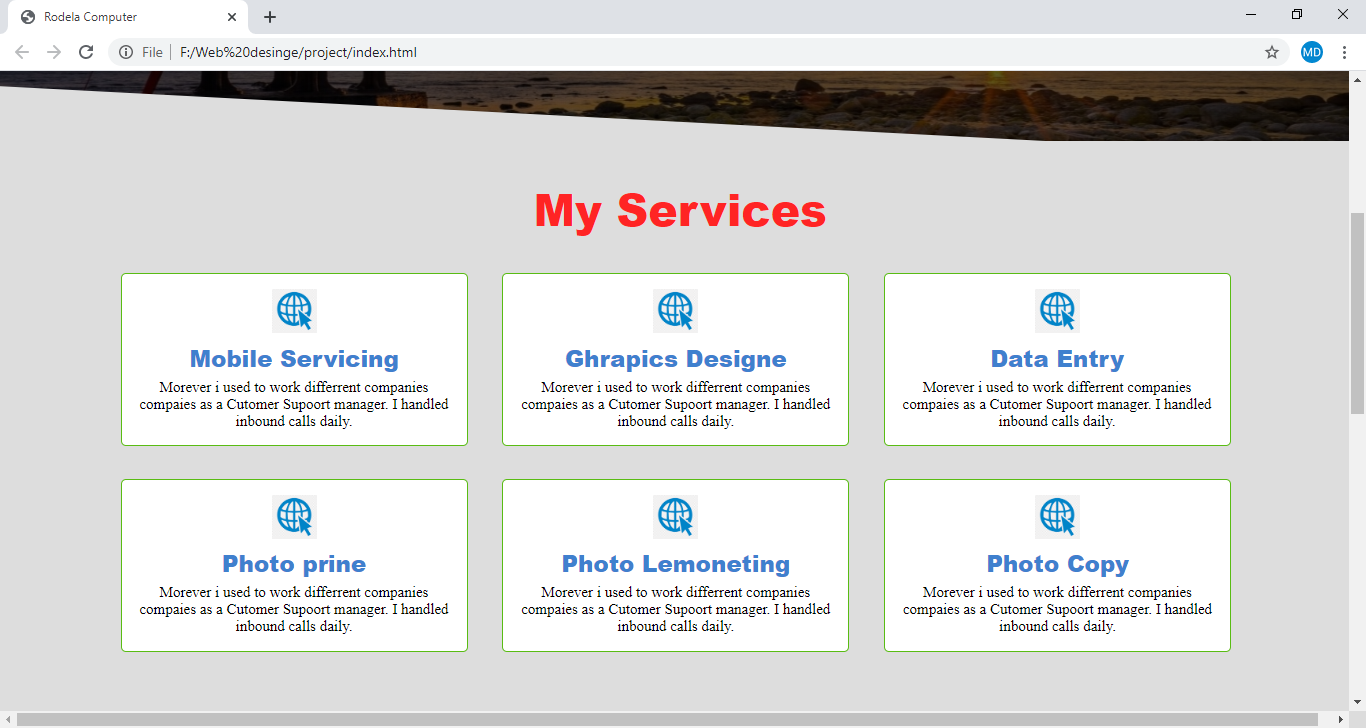 Rodela Computer
File
F:/Web%20desinge/project/index.html
MD
My Services
Mobile Servicing
Morever i used to work differrent companies
compaies as a Cutomer Supoort manager. I handled
inbound calls daily.
Ghrapics Designe
Morever i used to work differrent companies
compaies as a Cutomer Supoort manager. I handled
inbound calls daily.
Data Entry
Morever i used to work differrent companies
compaies as a Cutomer Supoort manager. I handled
inbound calls daily.
Photo prine
Morever i used to work differrent companies
compaies as a Cutomer Supoort manager. I handled
inbound calls daily.
Photo Lemoneting
Morever i used to work differrent companies
compaies as a Cutomer Supoort manager. I handled
inbound calls daily.
Photo Copy
Morever i used to work differrent companies
compaies as a Cutomer Supoort manager. I handled
inbound calls daily.